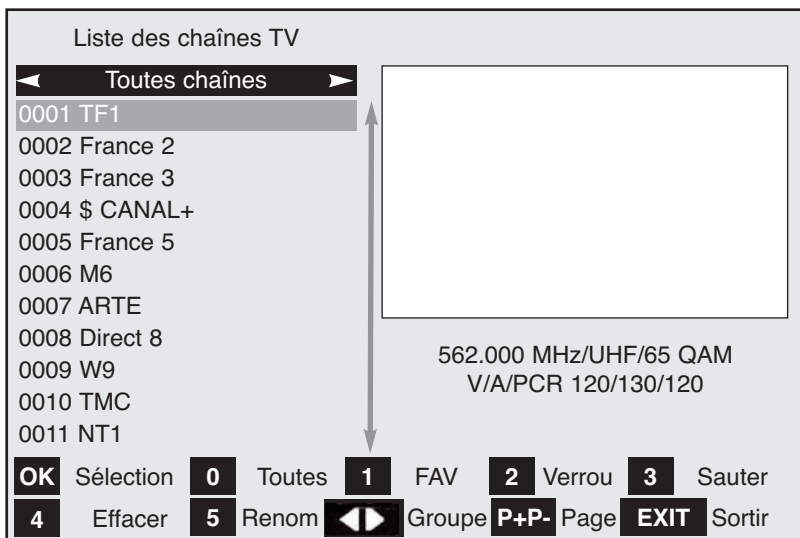 Liste des chaînes TV
Toutes chaînes
0001 TF1
0002 France 2
0003 France 3
0004 $ CANAL+
0005 France 5
0006 M6
0007 ARTE
0008 Direct 8
0009 W9
0010 TMC
0011 NT1
562.000 MHz/UHF/65 QAM
V/A/PCR 120/130/120
OK Sélection 0 Toutes 1 FAV 2 Verrou 3 Sauter
4 Effacer 5 Renom Groupe P+P- Page EXIT Sortir